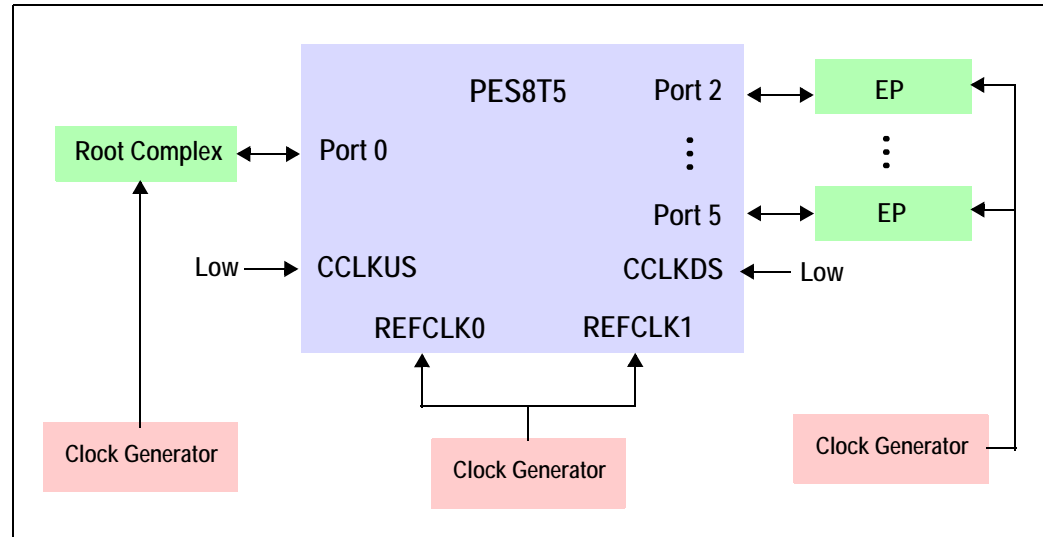 PES8T5
Port 2
EP
Root Complex
Port 0
Port 5
EP
Low
CCLKUS
CCLKDS
Low
REFCLK0
REFCLK1
Clock Generator
Clock Generator
Clock Generator